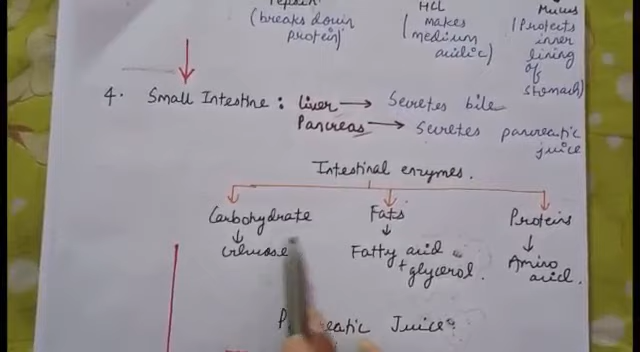 HCL
Mucus
(breaks down protein)
(makes medium acidic)
(Protects inner lining of stomach)
4. Small Intestine : Liver → Secretes bile
Pancreas → Secretes pancreatic juice
Intestinal enzymes.
Carbohydrate Fats Proteins
↓ ↓ ↓
Glucose Fatty acid + glycerol. Amino acid.
Juice